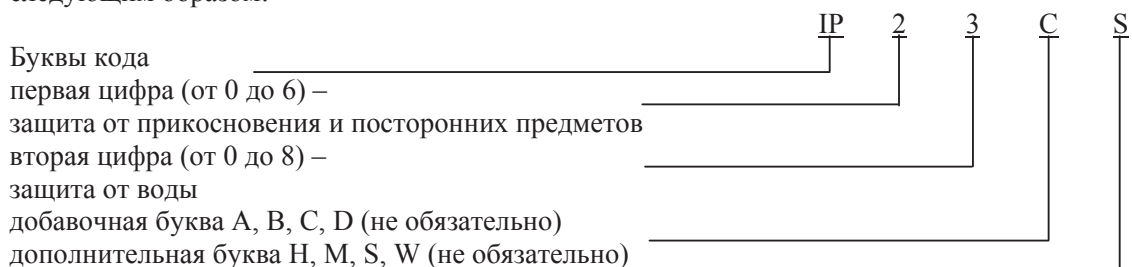 следующим образом:
IP 2 3 C S
Буквы кода
первая цифра (от 0 до 6) –
защита от прикосновения и посторонних предметов
вторая цифра (от 0 до 8) –
защита от воды
добавочная буква A, B, C, D (не обязательно)
дополнительная буква H, M, S, W (не обязательно)